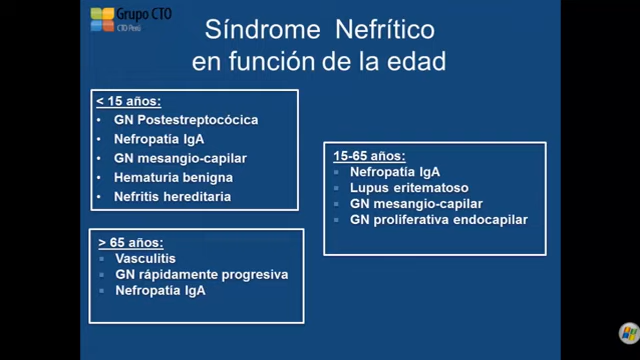 Grupo CTO
CTO Perú
Síndrome Nefrítico
en función de la edad
< 15 años:
• GN Postestreptocócica
• Nefropatía IgA
• GN mesangio-capilar
• Hematuria benigna
• Nefritis hereditaria
15-65 años:
▪ Nefropatía IgA
▪ Lupus eritematoso
▪ GN mesangio-capilar
▪ GN proliferativa endocapilar
> 65 años:
▪ Vasculitis
▪ GN rápidamente progresiva
▪ Nefropatía IgA